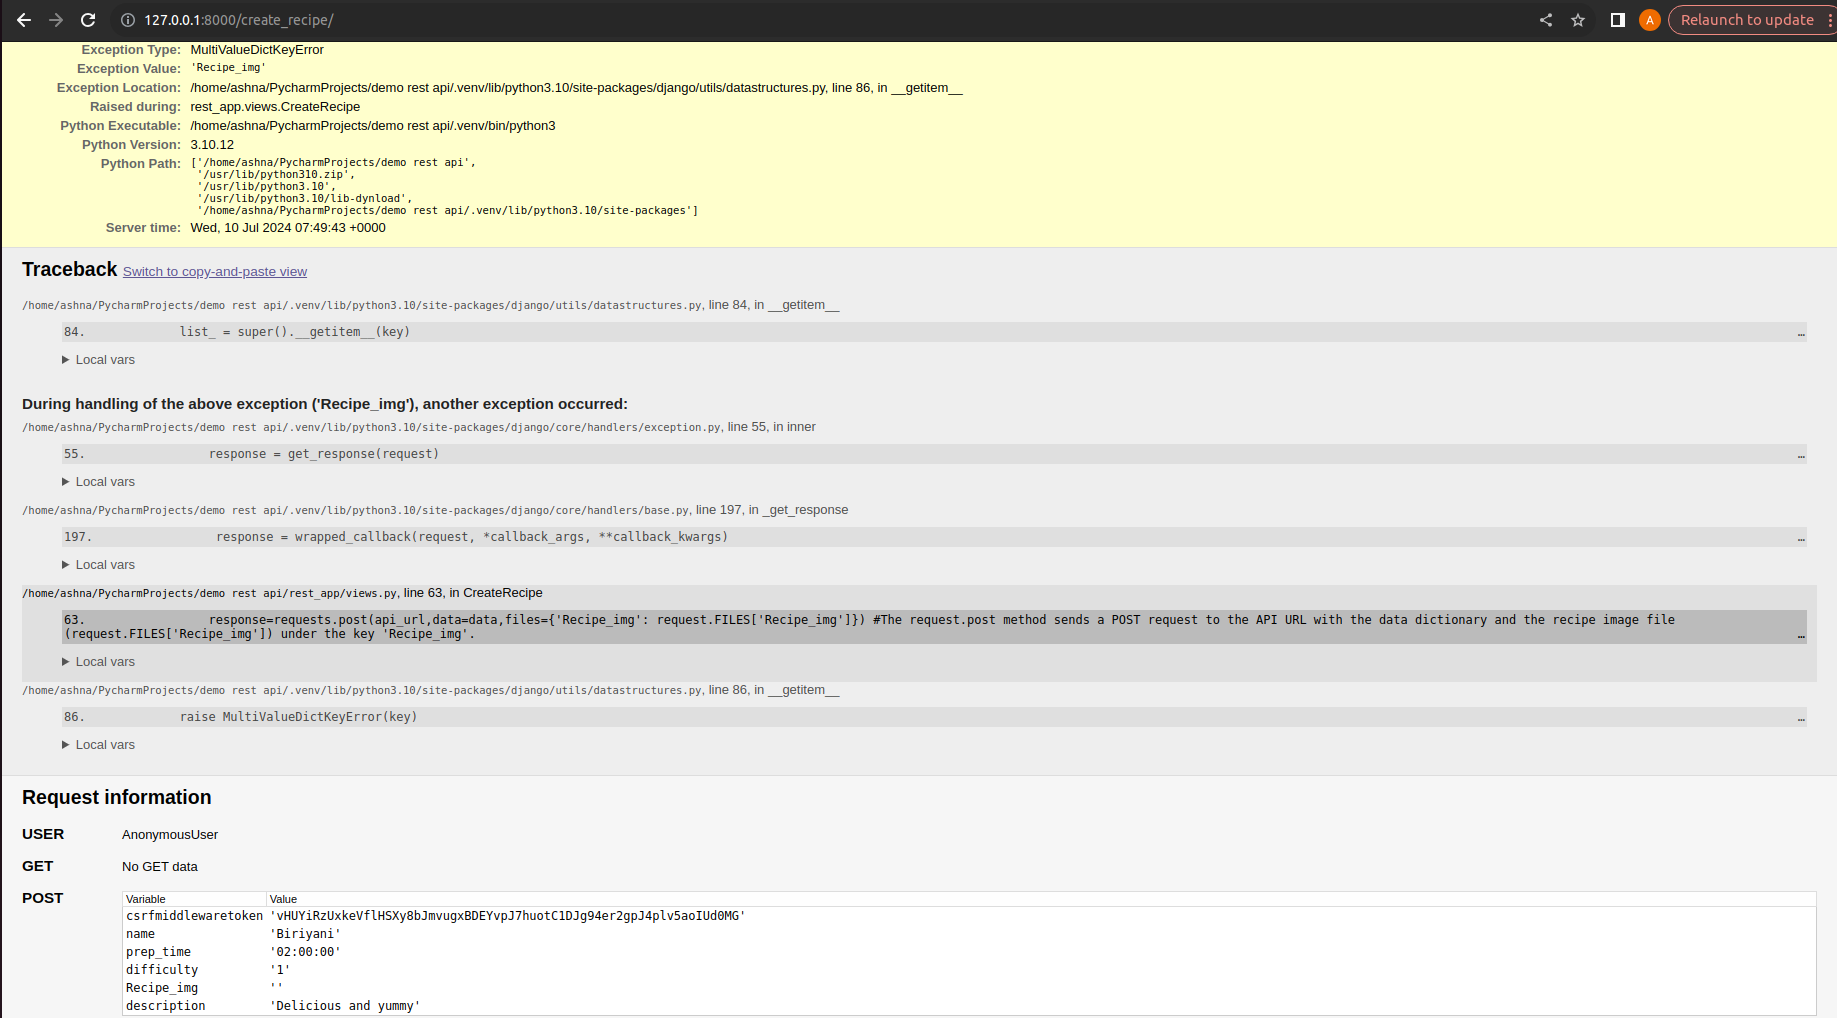 127.0.0.1:8000/create_recipe/
A
Relaunch to update
Exception Type: MultiValueDictKeyError
Exception Value: 'Recipe_img'
Exception Location: /home/ashna/PycharmProjects/demo rest api/.venv/lib/python3.10/site-packages/django/utils/datastructures.py, line 86, in __getitem__
Raised during: rest_app.views.CreateRecipe
Python Executable: /home/ashna/PycharmProjects/demo rest api/.venv/bin/python3
Python Version: 3.10.12
Python Path: ['/home/ashna/PycharmProjects/demo rest api',
'/usr/lib/python310.zip',
'/usr/lib/python3.10',
'/usr/lib/python3.10/lib-dynload',
'/home/ashna/PycharmProjects/demo rest api/.venv/lib/python3.10/site-packages']
Server time: Wed, 10 Jul 2024 07:49:43 +0000
Traceback Switch to copy-and-paste view
/home/ashna/PycharmProjects/demo rest api/.venv/lib/python3.10/site-packages/django/utils/datastructures.py, line 84, in __getitem__
84. list_ = super().__getitem__(key) …
Local vars
During handling of the above exception ('Recipe_img'), another exception occurred:
/home/ashna/PycharmProjects/demo rest api/.venv/lib/python3.10/site-packages/django/core/handlers/exception.py, line 55, in inner
55. response = get_response(request) …
Local vars
/home/ashna/PycharmProjects/demo rest api/.venv/lib/python3.10/site-packages/django/core/handlers/base.py, line 197, in _get_response
197. response = wrapped_callback(request, *callback_args, **callback_kwargs) …
Local vars
/home/ashna/PycharmProjects/demo rest api/rest_app/views.py, line 63, in CreateRecipe
63. response=requests.post(api_url,data=data,files={'Recipe_img': request.FILES['Recipe_img']}) #The request.post method sends a POST request to the API URL with the data dictionary and the recipe image file
(request.FILES['Recipe_img']) under the key 'Recipe_img'. …
Local vars
/home/ashna/PycharmProjects/demo rest api/.venv/lib/python3.10/site-packages/django/utils/datastructures.py, line 86, in __getitem__
86. raise MultiValueDictKeyError(key) …
Local vars
Request information
USER AnonymousUser
GET No GET data
POST Variable Value
csrfmiddlewaretoken 'vHUYiRzUxkeVflHSXy8bJmvugxBDEYvpJ7huotC1DJg94er2gpJ4plv5aoIUd0MG'
name 'Biriyani'
prep_time '02:00:00'
difficulty '1'
Recipe_img ''
description 'Delicious and yummy'